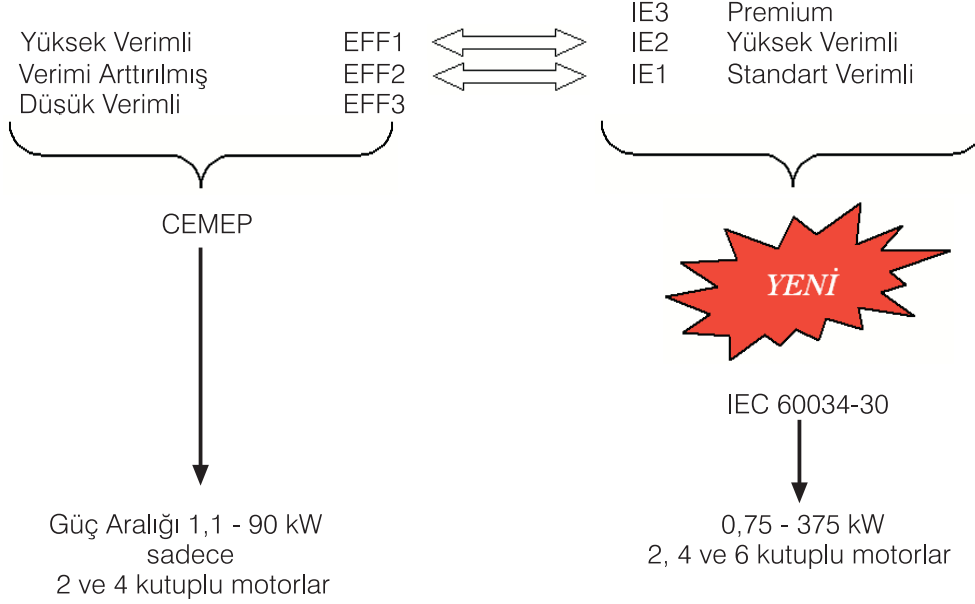 Yüksek Verimli EFF1
Verimi Arttırılmış EFF2
Düşük Verimli EFF3
CEMEP
Güç Aralığı 1,1 - 90 kW
sadece
2 ve 4 kutuplu motorlar
IE3 Premium
IE2 Yüksek Verimli
IE1 Standart Verimli
YENİ
IEC 60034-30
0,75 - 375 kW
2, 4 ve 6 kutuplu motorlar